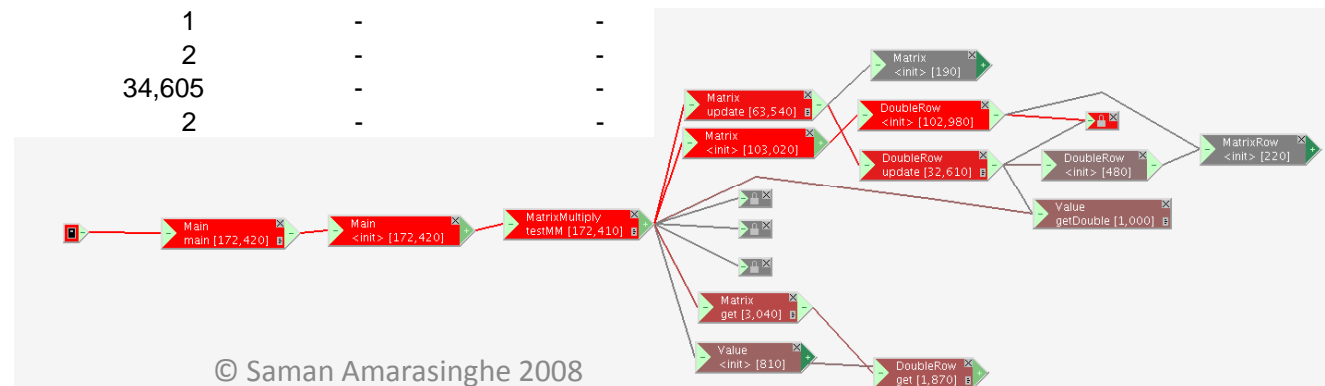 1 - -
2 - -
34,605 - -
2 - -
Matrix
<init> [190]
Matrix
update [63,540]
DoubleRow
<init> [102,980]
Matrix
<init> [103,020]
MatrixRow
<init> [220]
DoubleRow
update [32,610]
DoubleRow
<init> [480]
Value
getDouble [1,000]
Main
main [172,420]
Main
<init> [172,420]
MatrixMultiply
testMM [172,410]
Matrix
get [3,040]
Value
<init> [810]
DoubleRow
get [1,870]
© Saman Amarasinghe 2008